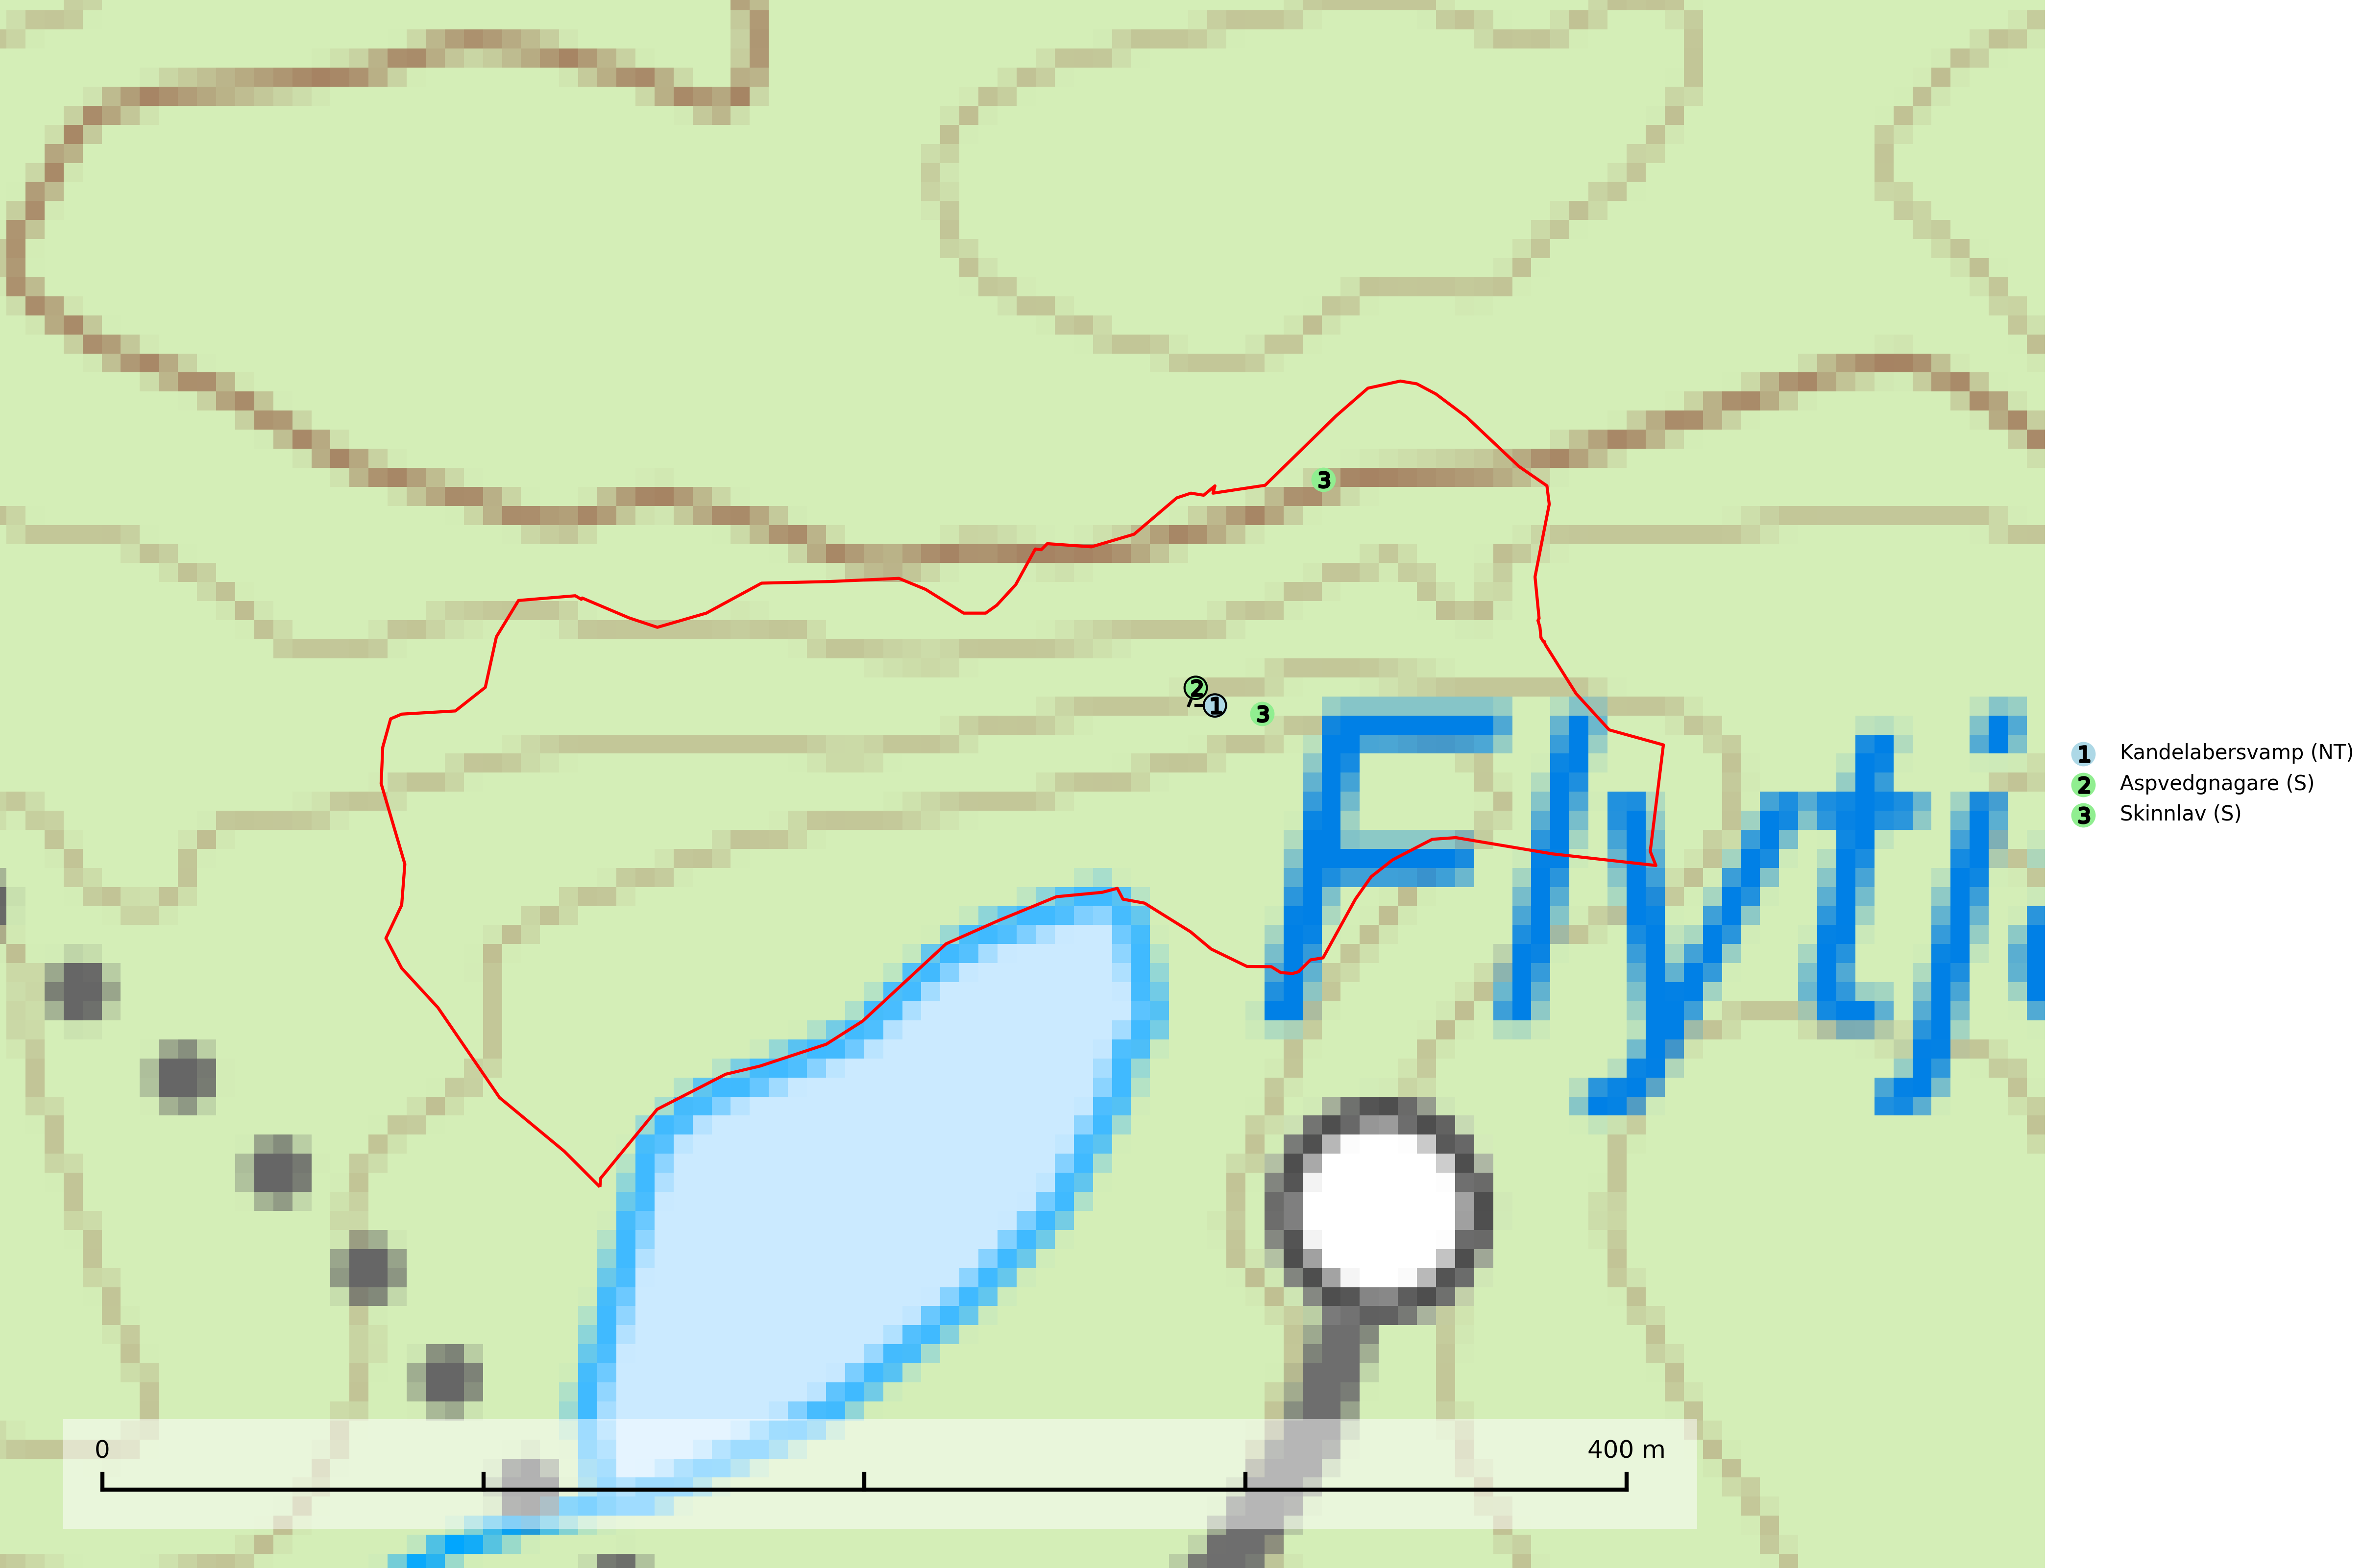 3
2
1
3
1 Kandelabersvamp (NT)
2 Aspvedgnagare (S)
3 Skinnlav (S)
0 400 m